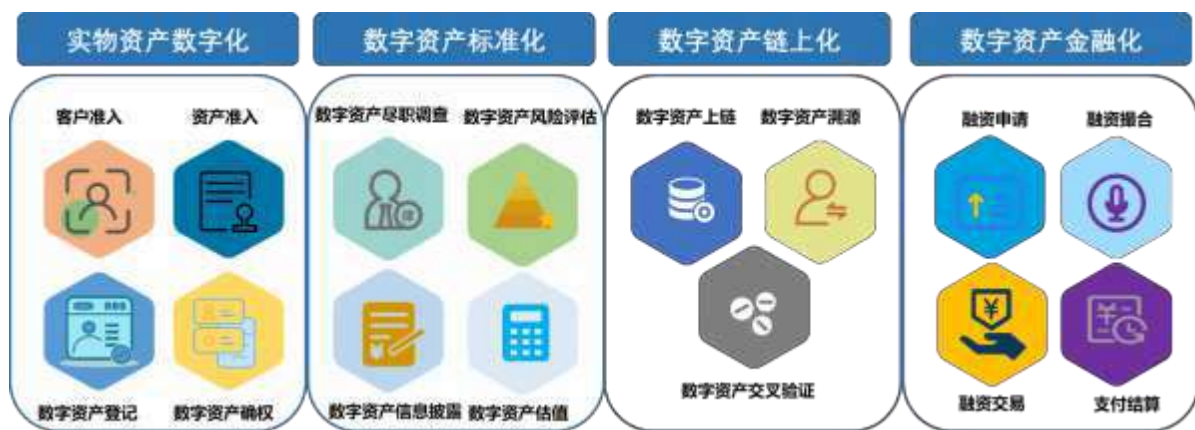 实物资产数字化
客户准入 资产准入
数字资产登记 数字资产确权
数字资产标准化
数字资产尽职调查 数字资产风险评估
数字资产信息披露 数字资产估值
数字资产链上化
数字资产上链 数字资产溯源
数字资产交叉验证
数字资产金融化
融资申请 融资撮合
融资交易 支付结算